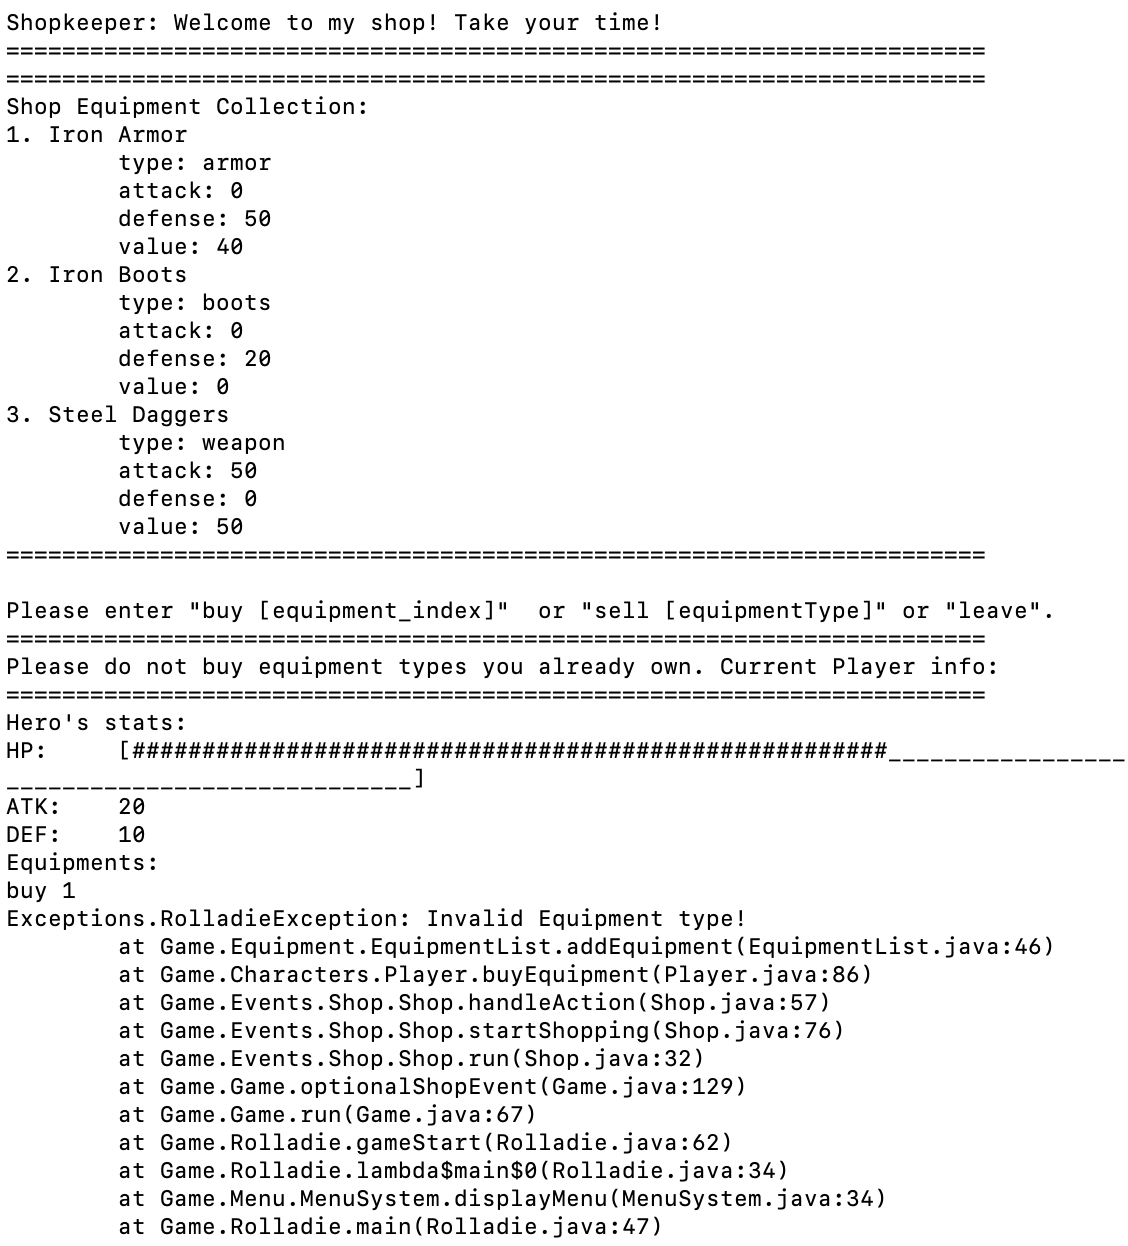 Shopkeeper: Welcome to my shop! Take your time!
======================================================================
======================================================================
Shop Equipment Collection:
1. Iron Armor
        type: armor
        attack: 0
        defense: 50
        value: 40
2. Iron Boots
        type: boots
        attack: 0
        defense: 20
        value: 0
3. Steel Daggers
        type: weapon
        attack: 50
        defense: 0
        value: 50
======================================================================

Please enter "buy [equipment_index]"  or "sell [equipmentType]" or "leave".
======================================================================
Please do not buy equipment types you already own. Current Player info:
======================================================================
Hero's stats:
HP:     [######################################################_________________
_____________________________]
ATK:    20
DEF:    10
Equipments:
buy 1
Exceptions.RolladieException: Invalid Equipment type!
        at Game.Equipment.EquipmentList.addEquipment(EquipmentList.java:46)
        at Game.Characters.Player.buyEquipment(Player.java:86)
        at Game.Events.Shop.Shop.handleAction(Shop.java:57)
        at Game.Events.Shop.Shop.startShopping(Shop.java:76)
        at Game.Events.Shop.Shop.run(Shop.java:32)
        at Game.Game.optionalShopEvent(Game.java:129)
        at Game.Game.run(Game.java:67)
        at Game.Rolladie.gameStart(Rolladie.java:62)
        at Game.Rolladie.lambda$main$0(Rolladie.java:34)
        at Game.Menu.MenuSystem.displayMenu(MenuSystem.java:34)
        at Game.Rolladie.main(Rolladie.java:47)